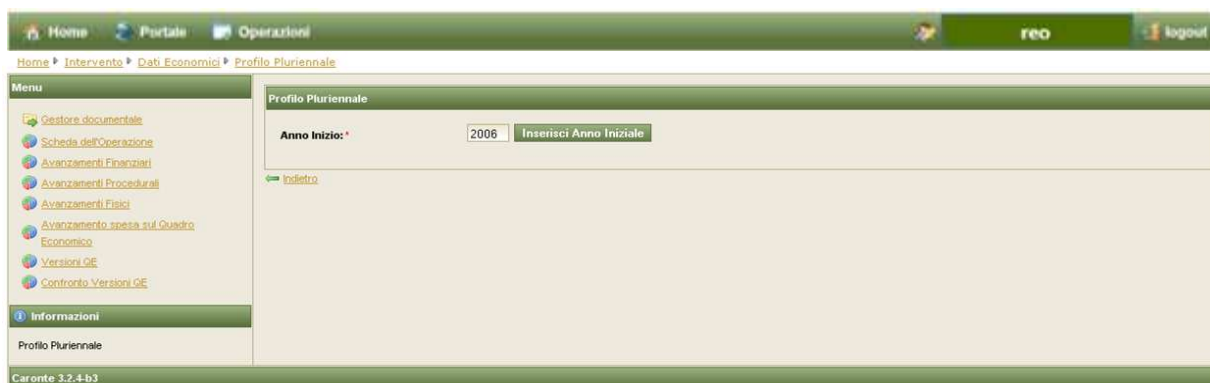 Home Portale Operazioni reo logout
Home Intervento Dati Economici Profilo Pluriennale
Menu
Gestore documentale
Scheda dell'Operazione
Avanzamenti Finanziari
Avanzamenti Procedurali
Avanzamenti Fisici
Avanzamento spesa sul Quadro
Economico
Versioni QE
Confronto Versioni QE
Informazioni
Profilo Pluriennale
Profilo Pluriennale
Anno Inizio:* 2006 Inserisci Anno Iniziale
Indietro
Caronte 3.2.4-b3